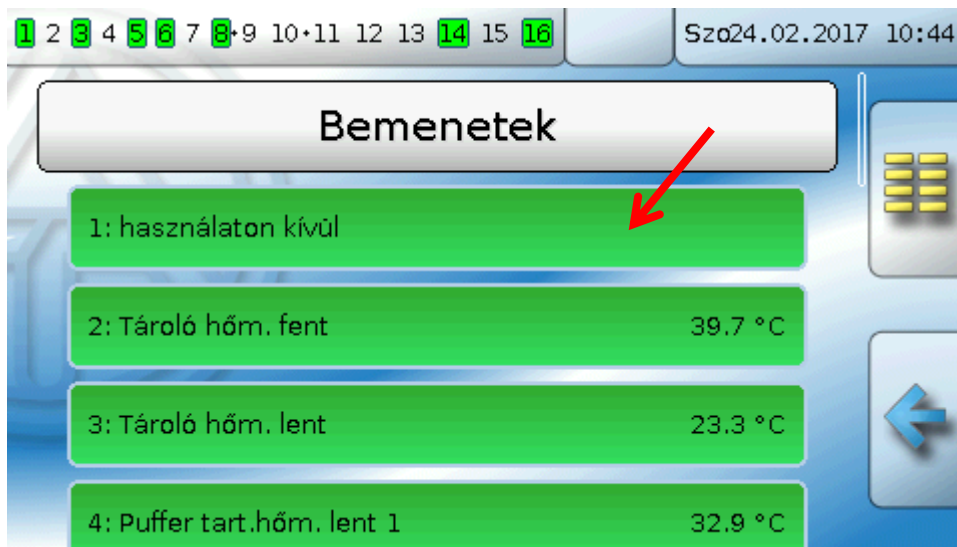 1 2 3 4 5 6 7 8·9 10·11 12 13 14 15 16 Szo24.02.2017 10:44
Bemenetek
1: használaton kívül
2: Tároló hőm. fent 39.7 °C
3: Tároló hőm. lent 23.3 °C
4: Puffer tart.hőm. lent 1 32.9 °C